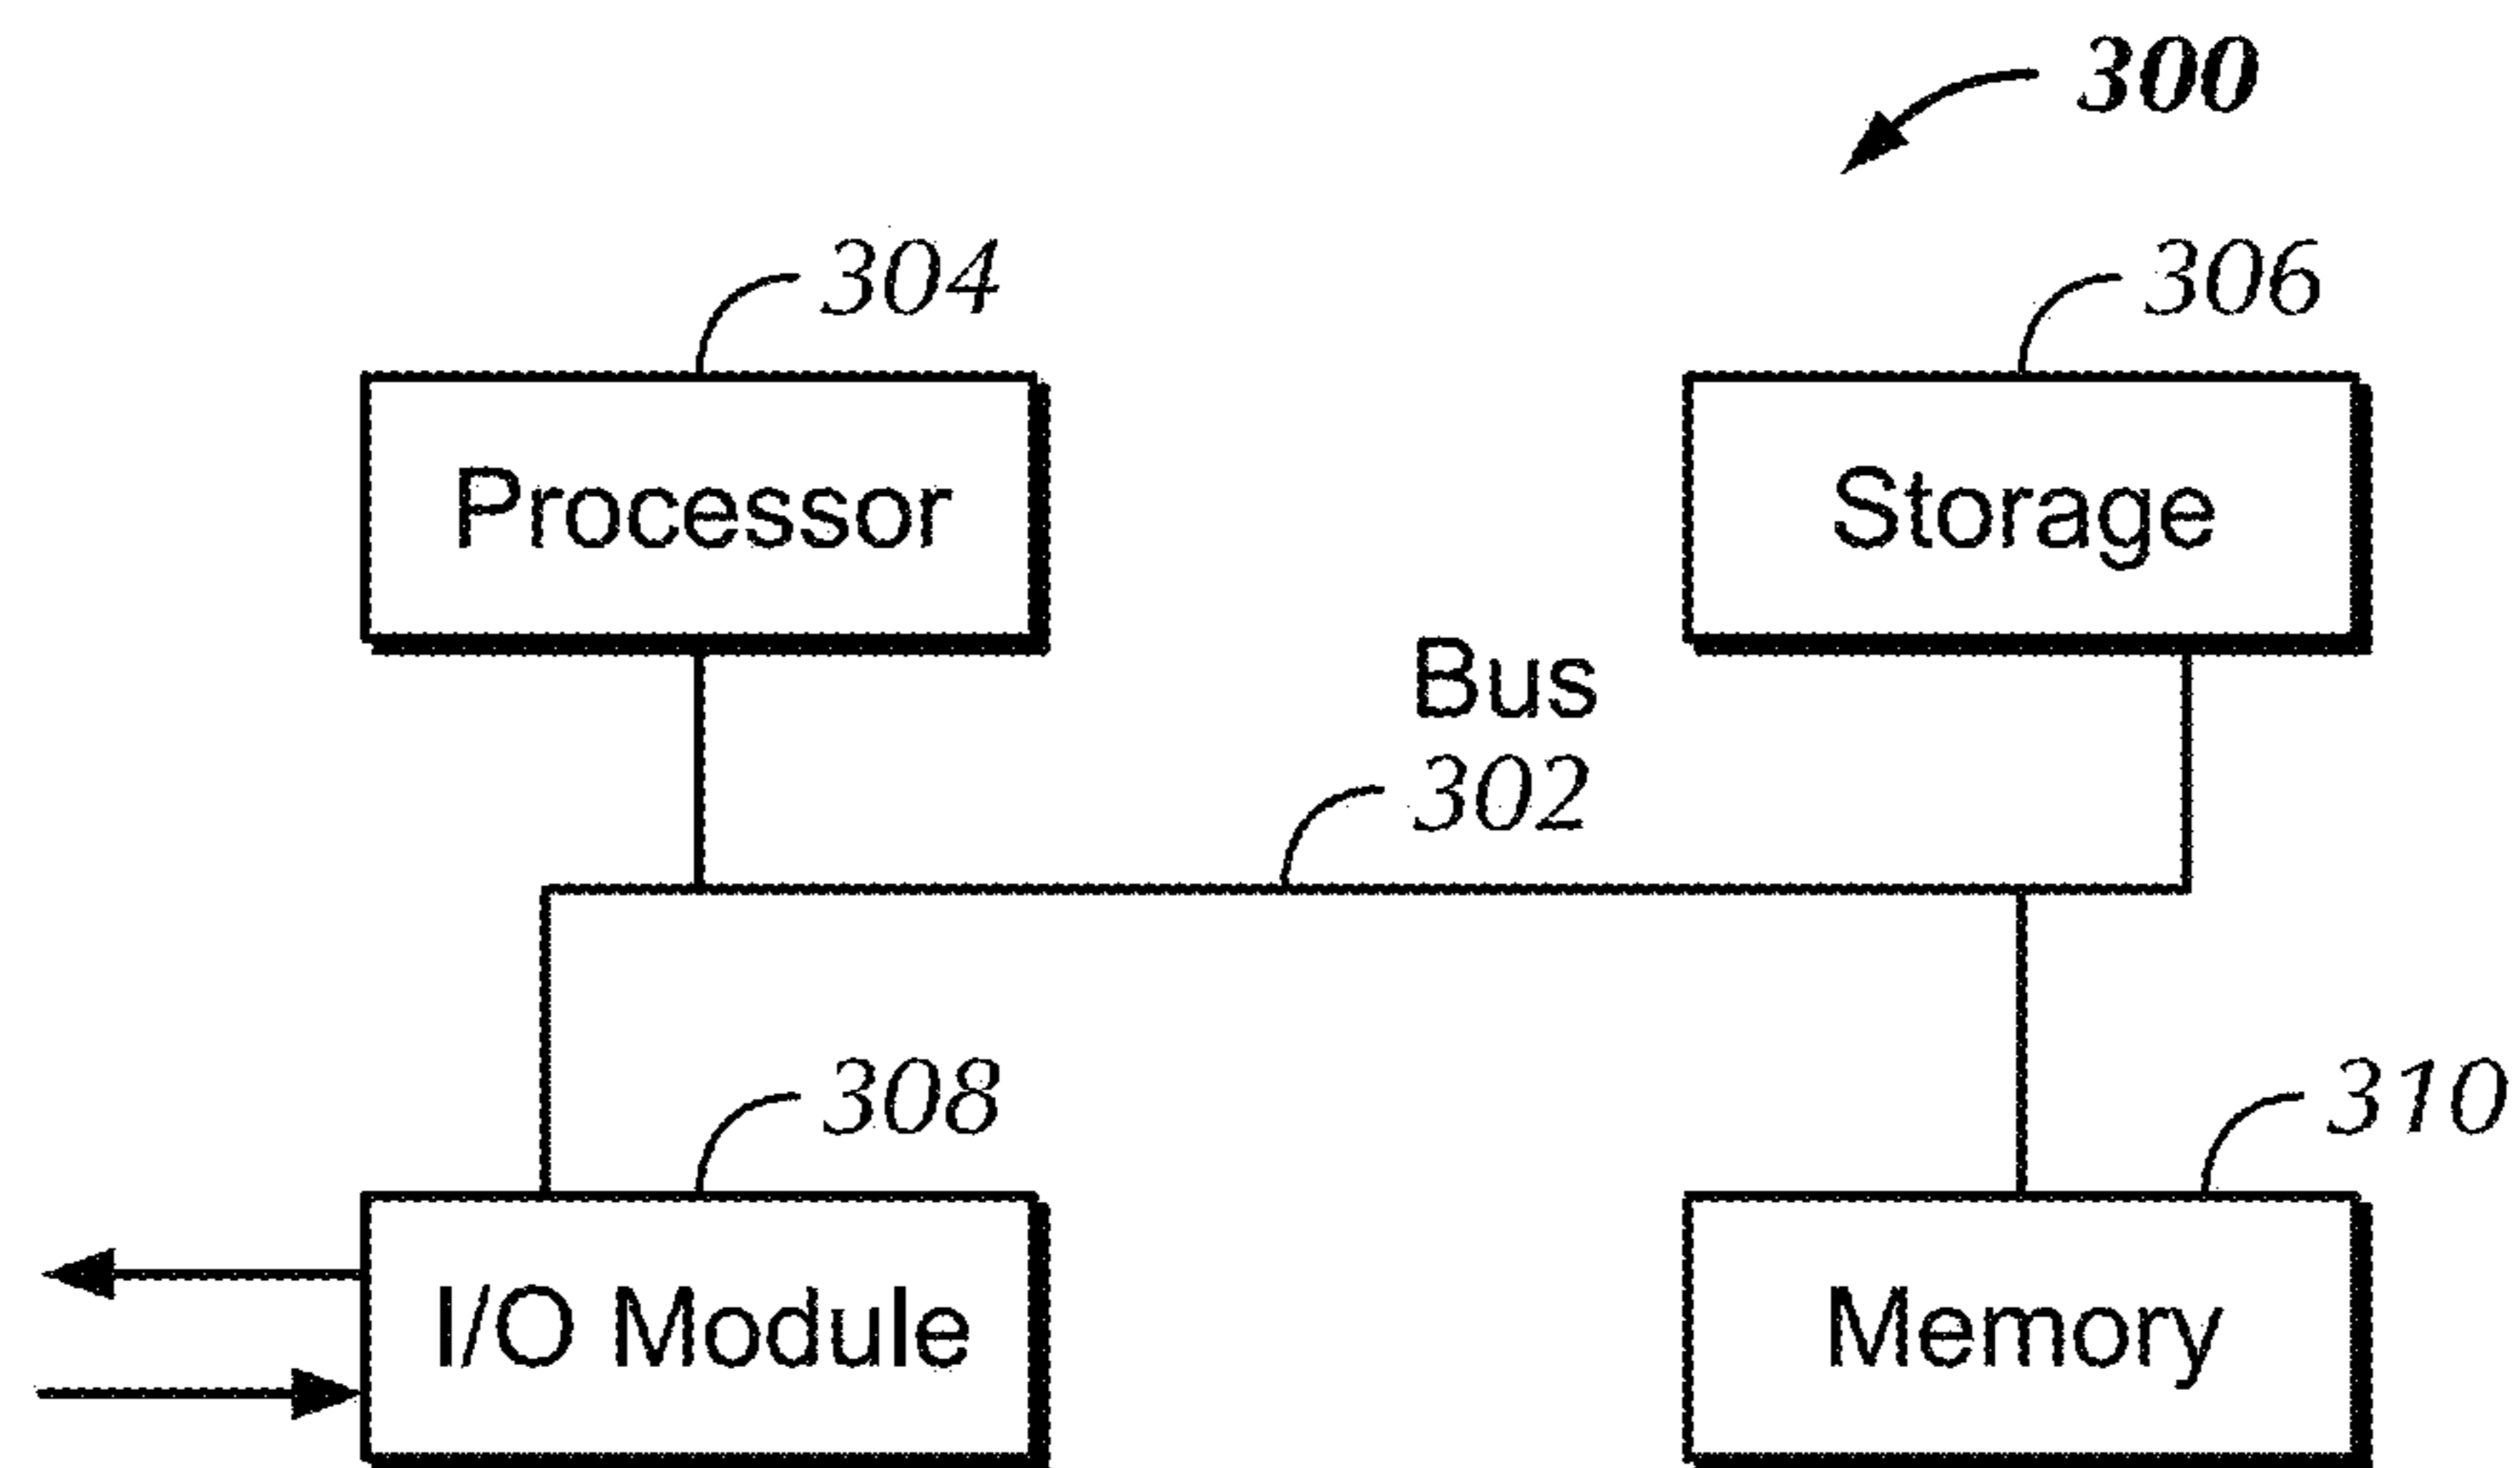 300
304
306
Processor
Storage
Bus
302
308
310
I/O Module
Memory